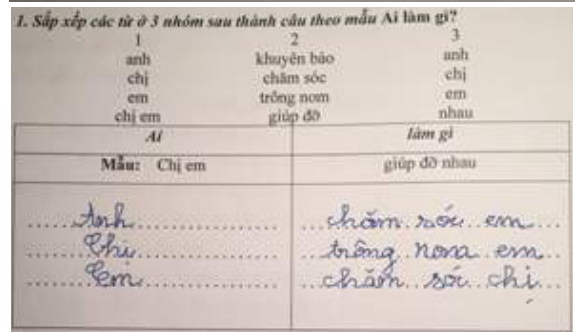 1. Sắp xếp các từ ở 3 nhóm sau thành câu theo mẫu Ai làm gì?
1 2 3
anh khuyên bảo anh
chị chăm sóc chị
em trông nom em
chị em giúp đỡ nhau
Ai làm gì
Mẫu: Chị em giúp đỡ nhau
Anh chăm sóc em
Chị trông nom em
Em chăm sóc chị